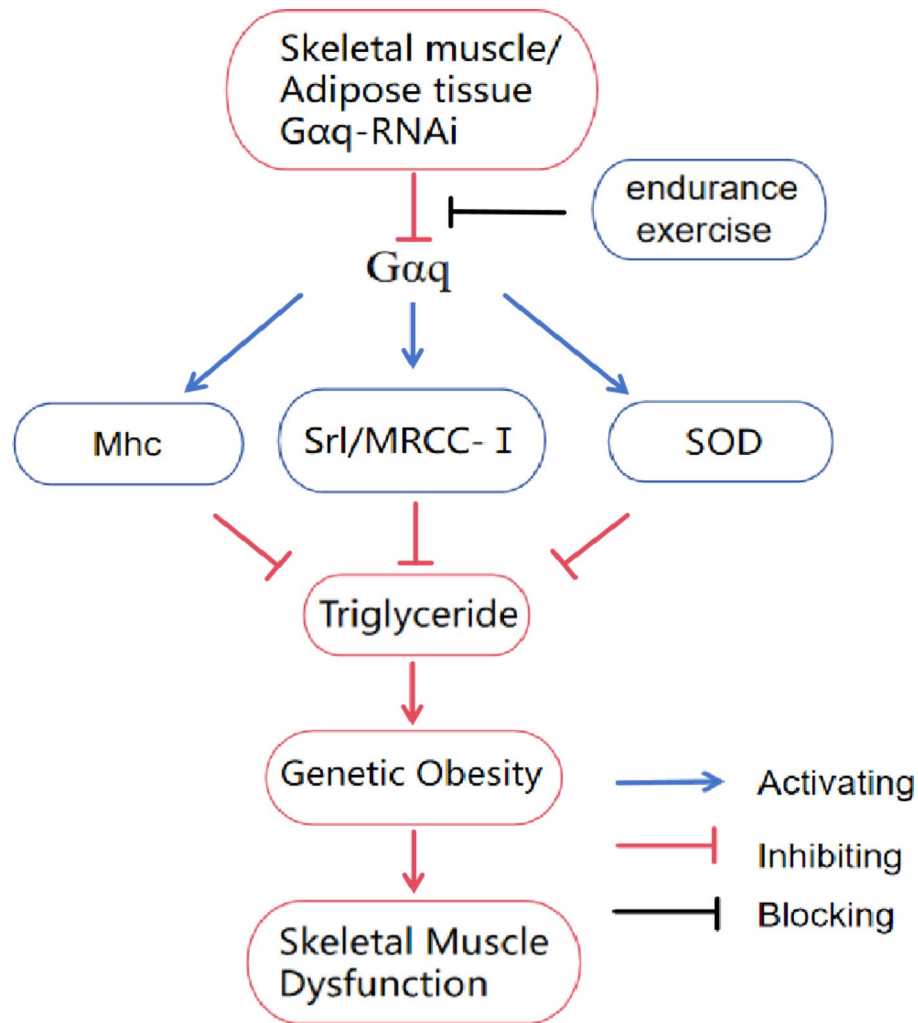 Skeletal muscle/
Adipose tissue
Gαq-RNAi
endurance
exercise
Gαq
Mhc
Srl/MRCC-Ⅰ
SOD
Triglyceride
Genetic Obesity
Activating
Inhibiting
Blocking
Skeletal Muscle
Dysfunction